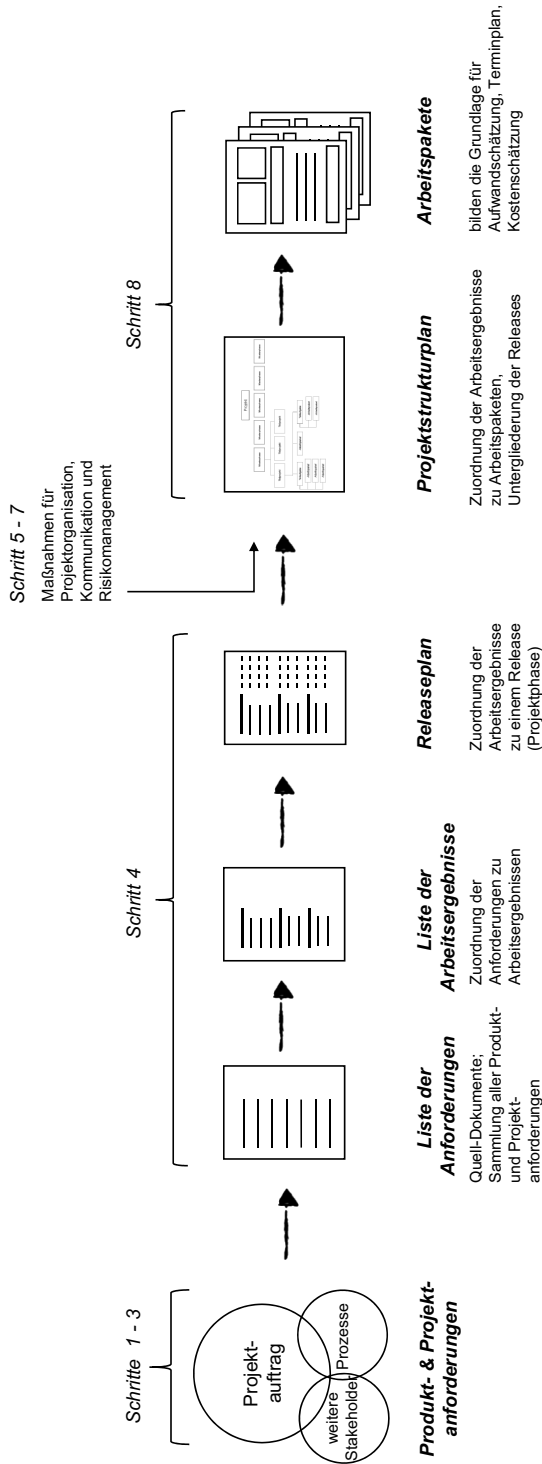 Schritte 1 - 3
Projekt-
auftrag
weitere
Stakeholder
Prozesse
Produkt- & Projekt-
anforderungen
Schritt 4
Liste der
Anforderungen
Quell-Dokumente;
Sammlung aller Produkt-
und Projekt-
anforderungen
Liste der
Arbeitsergebnisse
Zuordnung der
Anforderungen zu
Arbeitsergebnissen
Releaseplan
Zuordnung der
Arbeitsergebnisse
zu einem Release
(Projektphase)
Schritt 5 - 7
Maßnahmen für
Projektorganisation,
Kommunikation und
Risikomanagement
Schritt 8
Projekt
Projektstrukturplan
Zuordnung der Arbeitsergebnisse
zu Arbeitspaketen,
Untergliederung der Releases
Arbeitspakete
bilden die Grundlage für
Aufwandschätzung, Terminplan,
Kostenschätzung